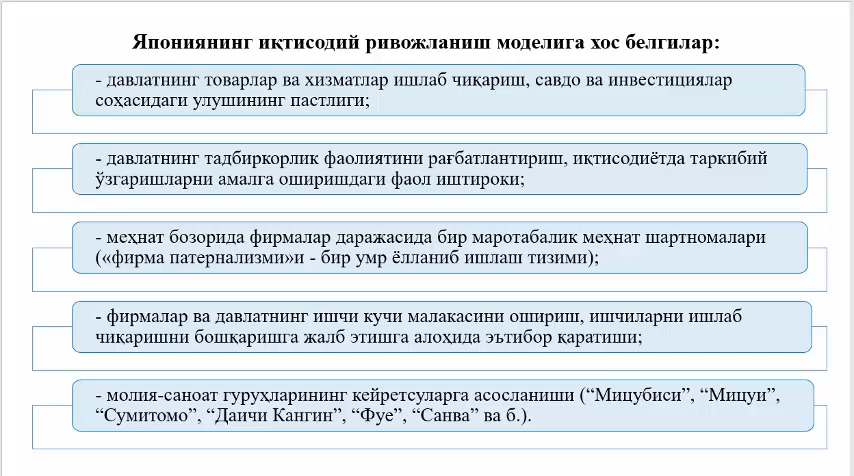 Япониянинг иқтисодий ривожланиш моделига хос белгилар:
- давлатнинг товарлар ва хизматлар ишлаб чиқариш, савдо ва инвестициялар
соҳасидаги улушининг пастлиги;
- давлатнинг тадбиркорлик фаолиятини рағбатлантириш, иқтисодиётда таркибий
ўзгаришларни амалга оширишдаги фаол иштироки;
- меҳнат бозорида фирмалар даражасида бир маротабалик меҳнат шартномалари
(«фирма патернализми»и - бир умр ёлланиб ишлаш тизими);
- фирмалар ва давлатнинг ишчи кучи малакасини ошириш, ишчиларни ишлаб
чиқаришни бошқаришга жалб этишга алоҳида эътибор қаратиши;
- молия-саноат гуруҳларининг кейретсуларга асосланиши (“Мицубиси”, “Мицуи”,
“Сумитомо”, “Даичи Кангин”, “Фуе”, “Санва” ва б.).